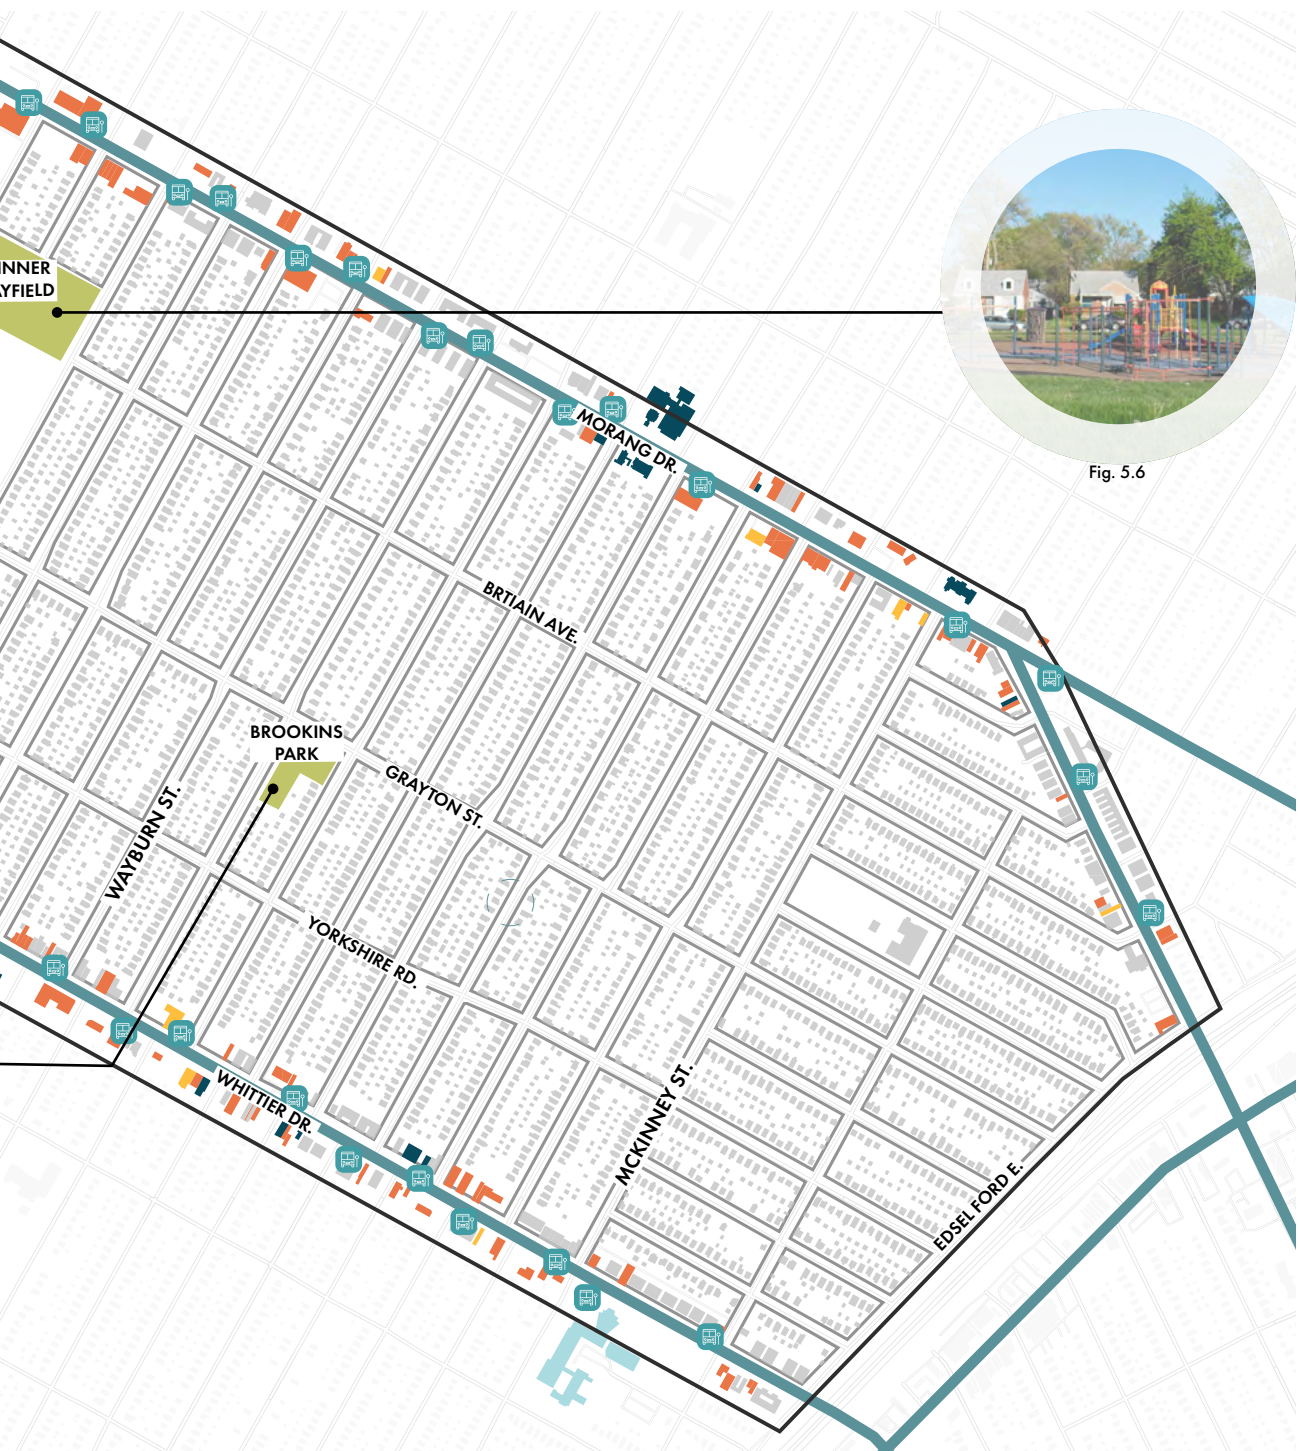 INNER
YFIELD
Fig. 5.6
MORANG DR.
BRTIAIN AVE.
BROOKINS
PARK
GRAYTON ST.
WAYBURN ST.
YORKSHIRE RD.
WHITTIER DR.
MCKINNEY ST.
EDSEL FORD E.